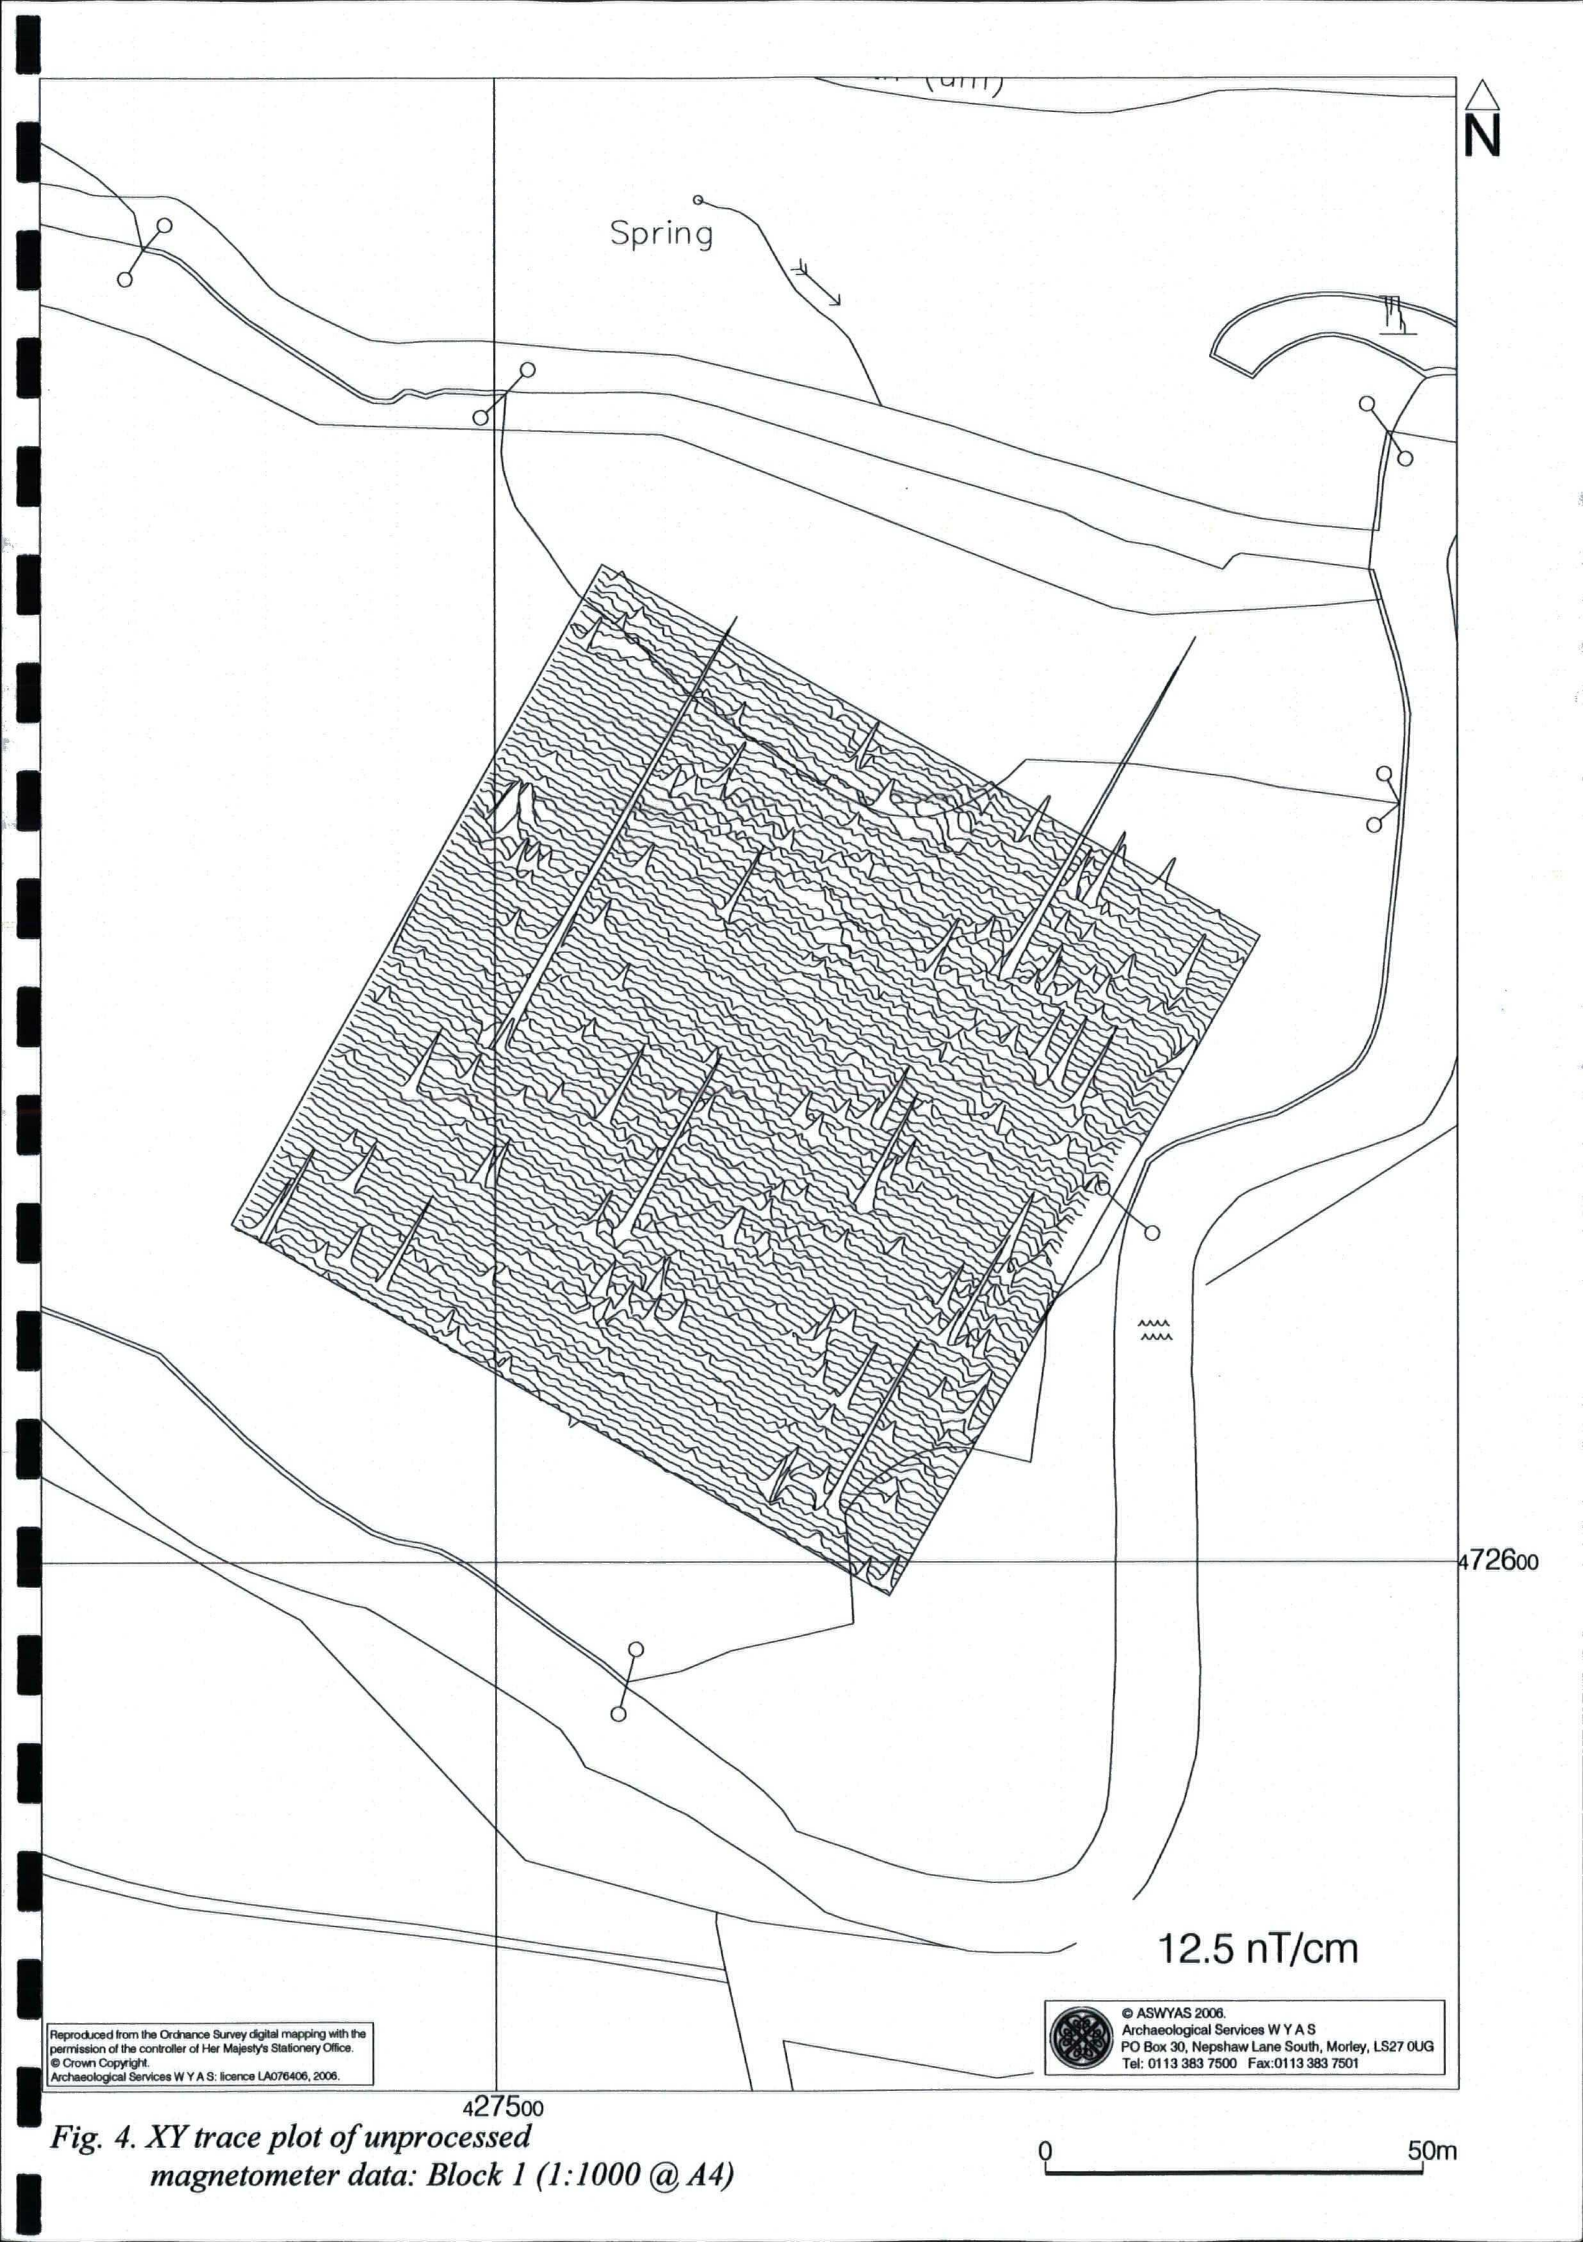 N
Spring
472600
12.5 nT/cm
© ASWYAS 2006.
Archaeological Services W Y A S
PO Box 30, Nepshaw Lane South, Morley, LS27 0UG
Tel: 0113 383 7500 Fax:0113 383 7501
Reproduced from the Ordnance Survey digital mapping with the
permission of the controller of Her Majesty's Stationery Office.
© Crown Copyright.
Archaeological Services W Y A S: licence LA076406, 2006.
427500
Fig. 4. XY trace plot of unprocessed
magnetometer data: Block 1 (1:1000 @ A4)
0 50m